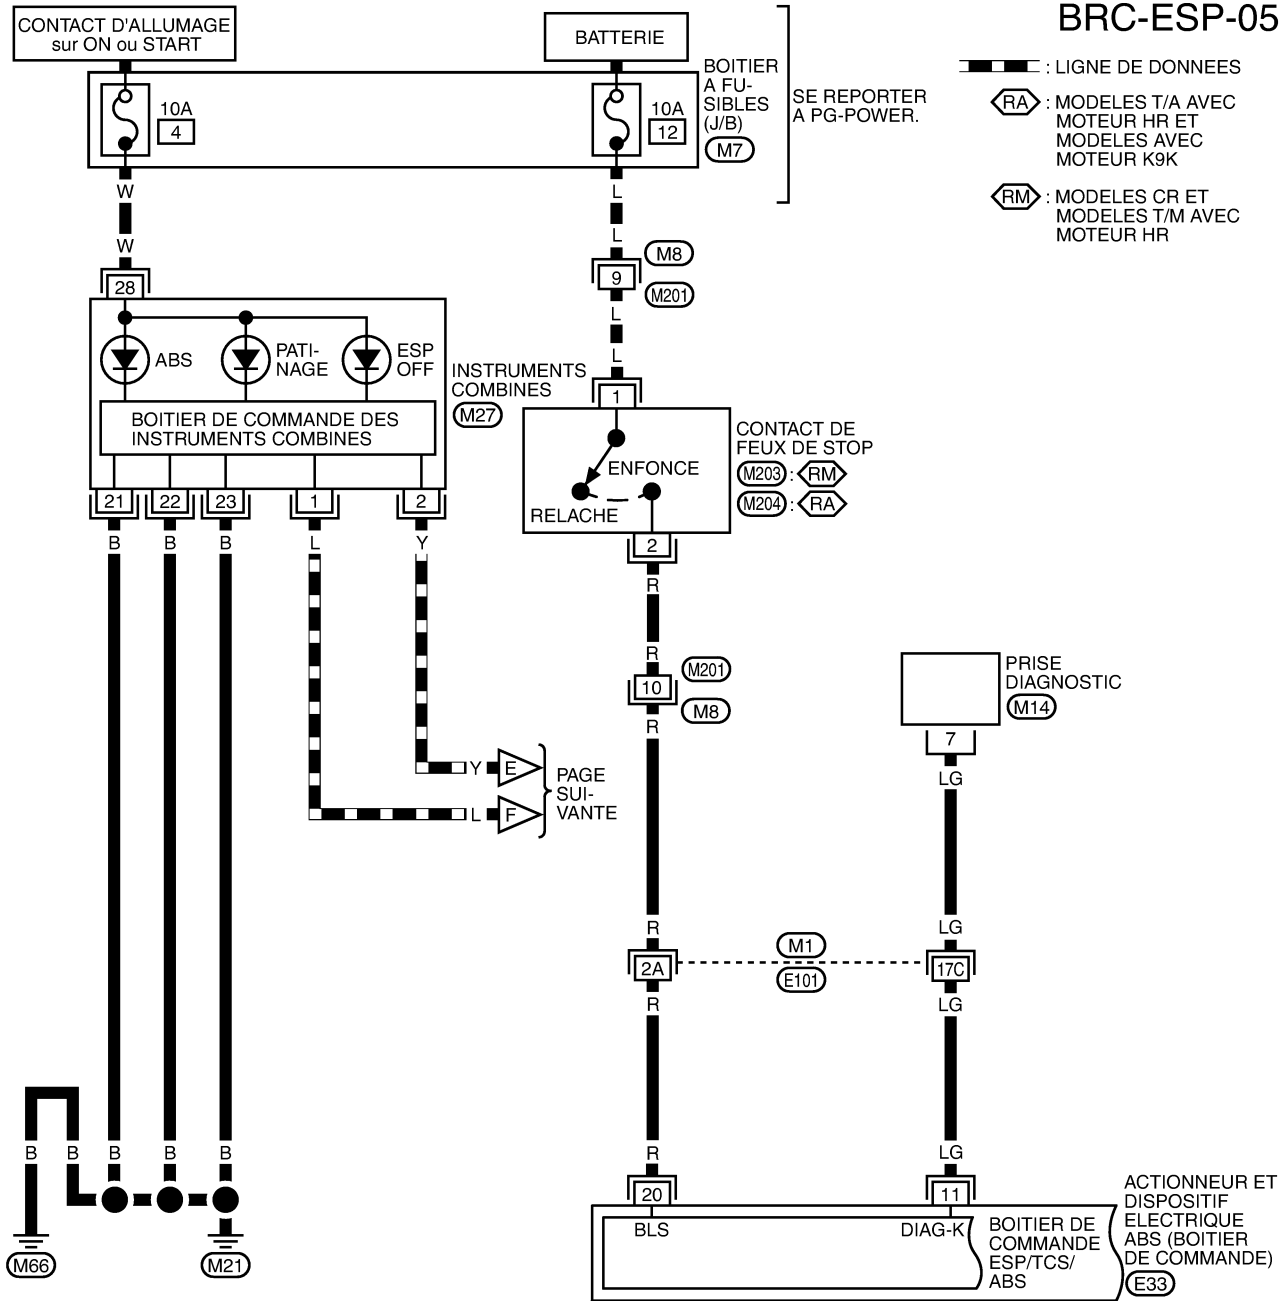 BRC-ESP-05
CONTACT D'ALLUMAGE
sur ON ou START
BATTERIE
10A
4
10A
12
BOITIER
A FU-
SIBLES
(J/B)
M7
SE REPORTER
A PG-POWER.
: LIGNE DE DONNEES
RA : MODELES T/A AVEC
MOTEUR HR ET
MODELES AVEC
MOTEUR K9K
RM : MODELES CR ET
MODELES T/M AVEC
MOTEUR HR
W
W
28
L
L
M8
9
M201
L
L
1
ABS
PATI-
NAGE
ESP
OFF
BOITIER DE COMMANDE DES
INSTRUMENTS COMBINES
INSTRUMENTS
COMBINES
M27
21
22
23
1
2
B
B
B
L
Y
ENFONCE
RELACHE
CONTACT DE
FEUX DE STOP
M203 : RM
M204 : RA
2
R
R
M201
10
M8
R
Y
E
L
F
PAGE
SUI-
VANTE
PRISE
DIAGNOSTIC
M14
7
LG
R
LG
2A
M1
E101
17C
R
LG
B
B
B
B
B
R
LG
M66
M21
20
11
BLS
DIAG-K
BOITIER DE
COMMANDE
ESP/TCS/
ABS
ACTIONNEUR ET
DISPOSITIF
ELECTRIQUE
ABS (BOITIER
DE COMMANDE)
E33